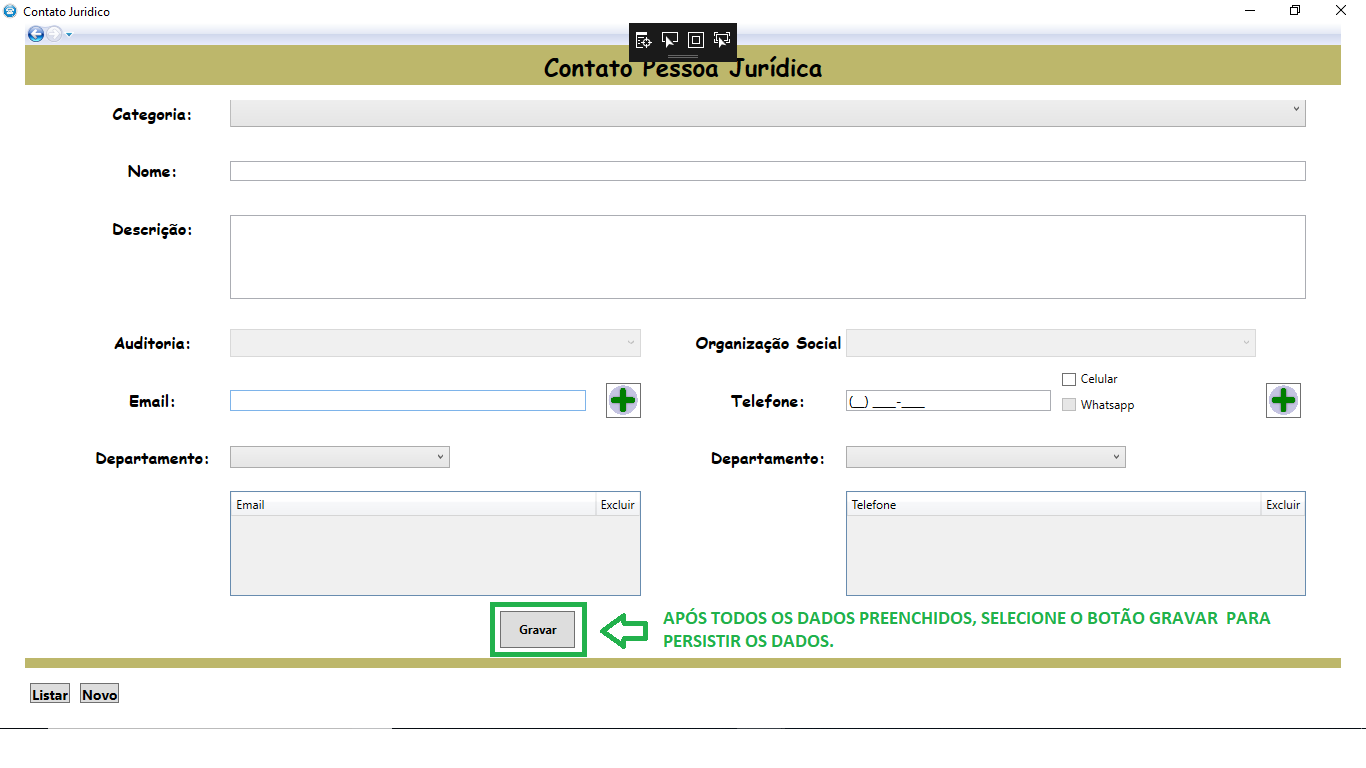 Contato Juridico
Contato Pessoa Jurídica
Categoria:
Nome:
Descrição:
Auditoria:
Organização Social
Email:
Telefone: (__) ____-____
Celular
Whatsapp
Departamento:
Departamento:
Email Excluir
Telefone Excluir
Gravar
APÓS TODOS OS DADOS PREENCHIDOS, SELECIONE O BOTÃO GRAVAR PARA
PERSISTIR OS DADOS.
Listar Novo